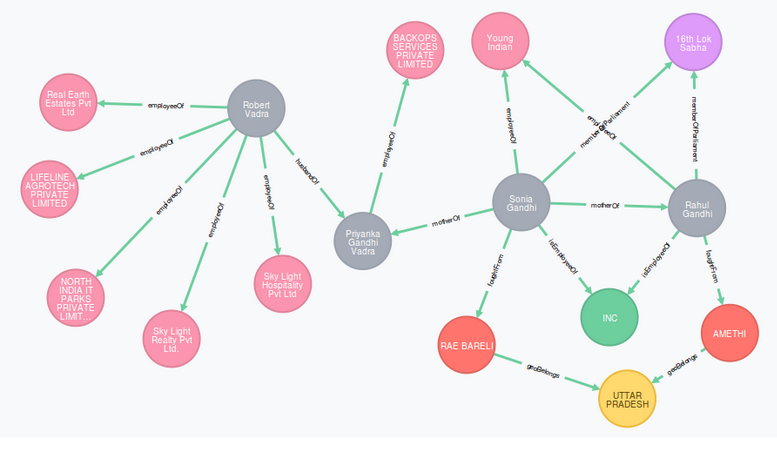 BACKOPS
SERVICES
PRIVATE
LIMITED
Young
Indian
16th Lok
Sabha
Real Earth
Estates Pvt
Ltd
employeeOf
Robert
Vadra
employeeOf
employeeOf
memberOfParliament
memberOfParliament
employeeOf
employeeOf
LIFELINE
AGROTECH
PRIVATE
LIMITED
employeeOf
employeeOf
employeeOf
husbandOf
Priyanka
Gandhi
Vadra
motherOf
Sonia
Gandhi
motherOf
Rahul
Gandhi
NORTH
INDIA IT
PARKS
PRIVATE
LIMIT...
Sky Light
Hospitality
Pvt Ltd
foughtFrom
isEmployeeOf
isEmployeeOf
foughtFrom
Sky Light
Realty Pvt
Ltd.
RAE BARELI
INC
AMETHI
geoBelongs
geoBelongs
UTTAR
PRADESH